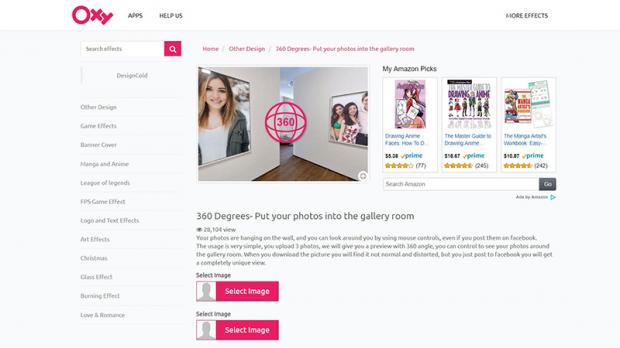 Oxy
APPS
HELP US
MORE EFFECTS
Search effects
DesignCold
Other Design
Game Effects
Banner Cover
Manga and Anime
League of legends
FPS Game Effect
Logo and Text Effects
Art Effects
Christmas
Glass Effect
Burning Effect
Love & Romance
Home / Other Design / 360 Degrees- Put your photos into the gallery room
360
My Amazon Picks
DRAWING ANIME
Drawing Anime
Faces: How To D...
$5.38 prime
(77)
DRAWING ANIME
The Master Guide to
Drawing Anime...
$16.67 prime
(245)
The Manga Artist's
Workbook: Easy-...
$10.87 prime
(242)
Search Amazon
Go
Ads by Amazon
360 Degrees- Put your photos into the gallery room
28,104 view
Your photos are hanging on the wall, and you can look around you by using mouse controls, even if you post them on facebook.
The usage is very simple, you upload 3 photos, we will give you a preview with 360 angle, you can control to see your photos around
the gallery room. When you download the picture you will find it not normal and distorted, but you just post to facebook you will get
a completely unique view.
Select Image
Select Image
Select Image
Select Image